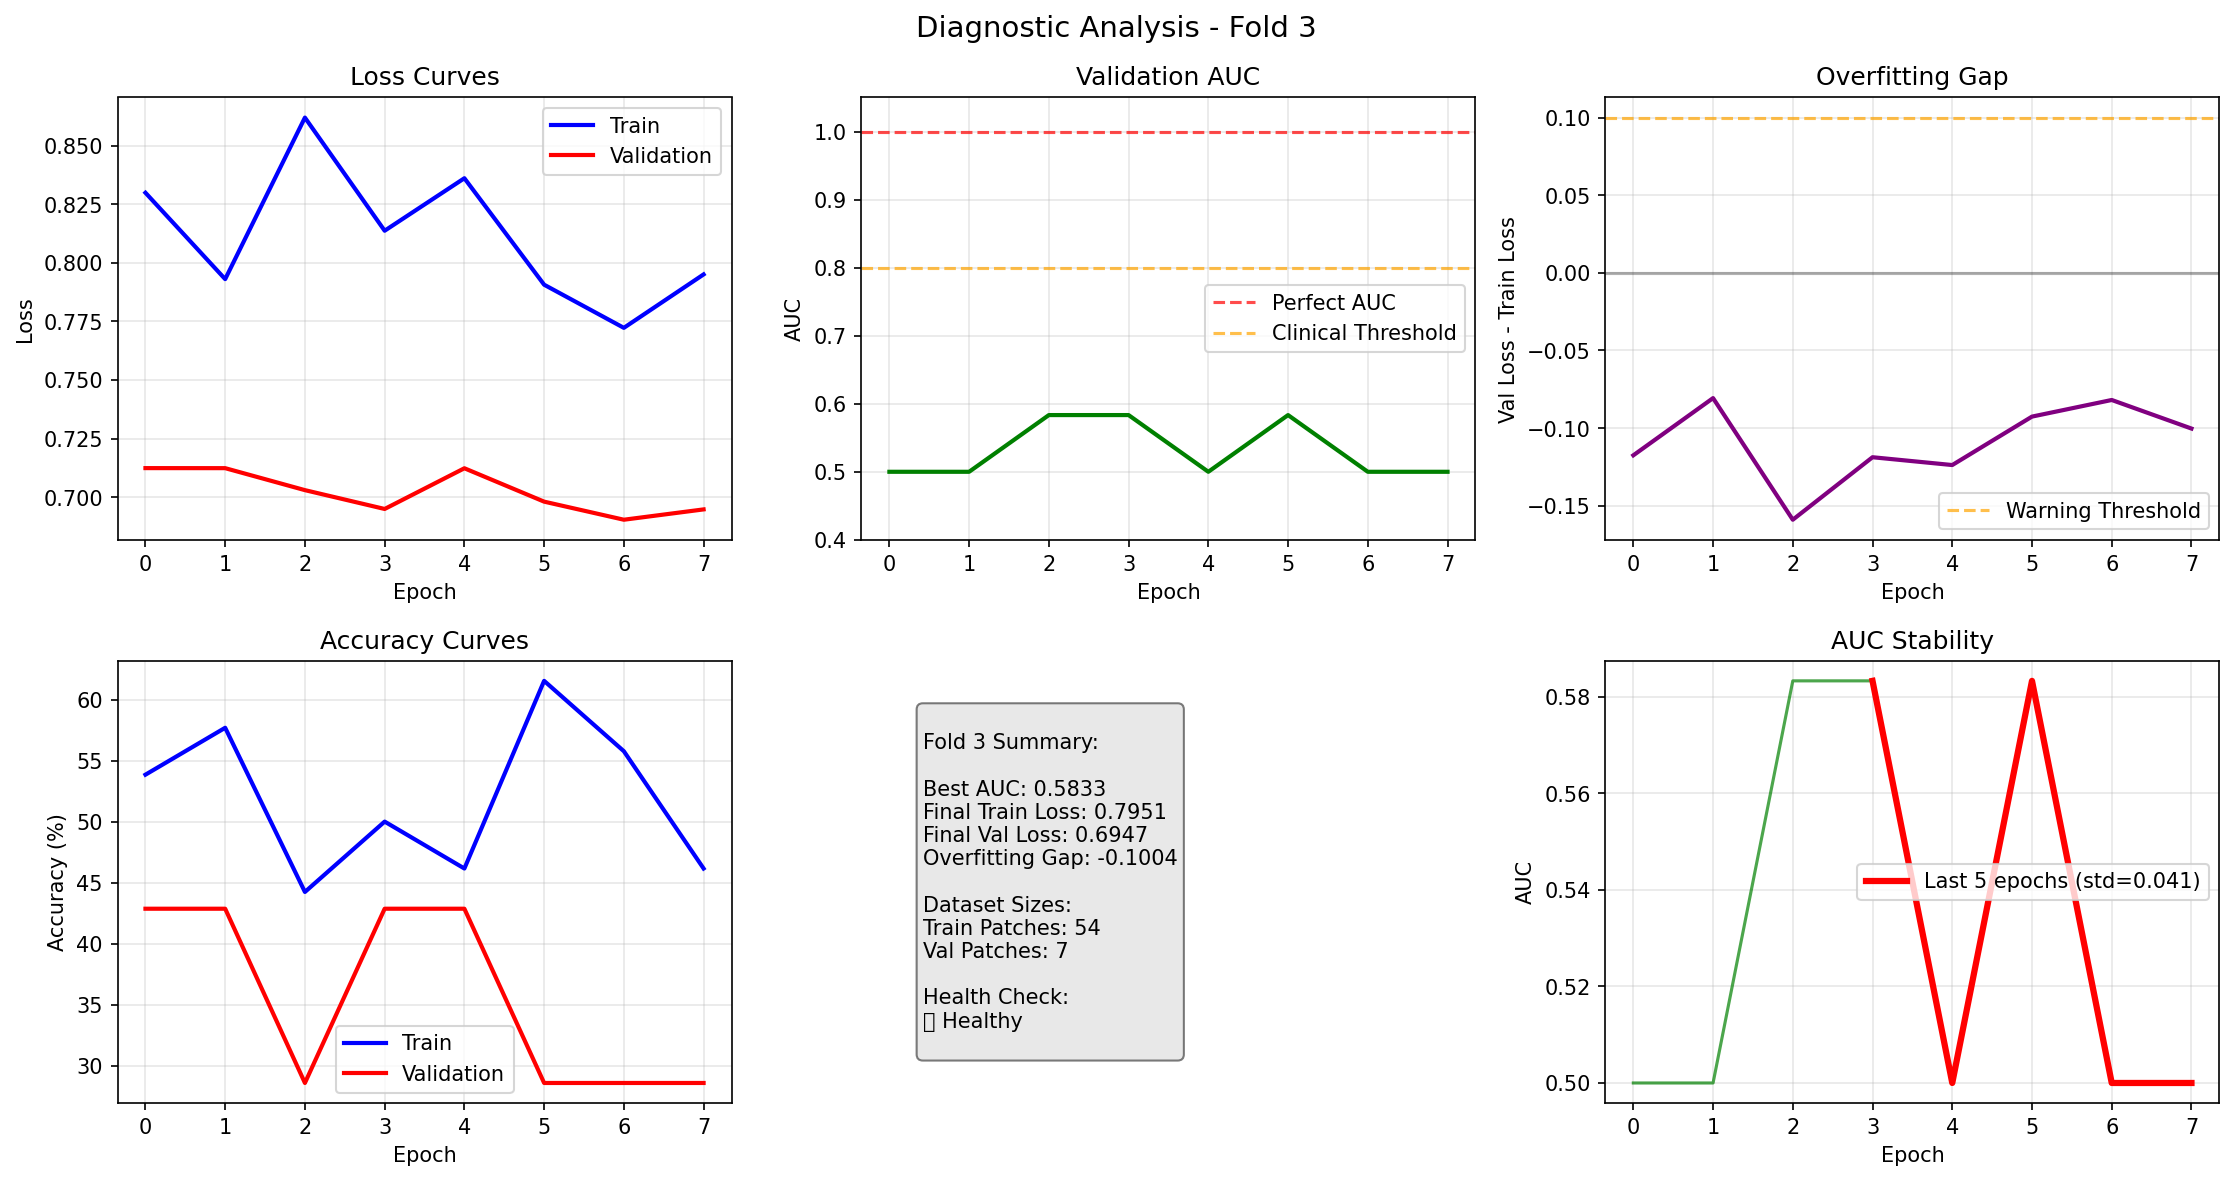 Diagnostic Analysis - Fold 3
Loss Curves
0.850
0.825
0.800
0.775
0.750
0.725
0.700
Loss
Train
Validation
0 1 2 3 4 5 6 7
Epoch
Validation AUC
1.0
0.9
0.8
0.7
0.6
0.5
0.4
AUC
Perfect AUC
Clinical Threshold
0 1 2 3 4 5 6 7
Epoch
Overfitting Gap
0.10
0.05
0.00
−0.05
−0.10
−0.15
Val Loss - Train Loss
Warning Threshold
0 1 2 3 4 5 6 7
Epoch
Accuracy Curves
60
55
50
45
40
35
30
Accuracy (%)
Train
Validation
0 1 2 3 4 5 6 7
Epoch
Fold 3 Summary:
Best AUC: 0.5833
Final Train Loss: 0.7951
Final Val Loss: 0.6947
Overfitting Gap: -0.1004
Dataset Sizes:
Train Patches: 54
Val Patches: 7
Health Check:
Healthy
AUC Stability
0.58
0.56
0.54
0.52
0.50
AUC
Last 5 epochs (std=0.041)
0 1 2 3 4 5 6 7
Epoch